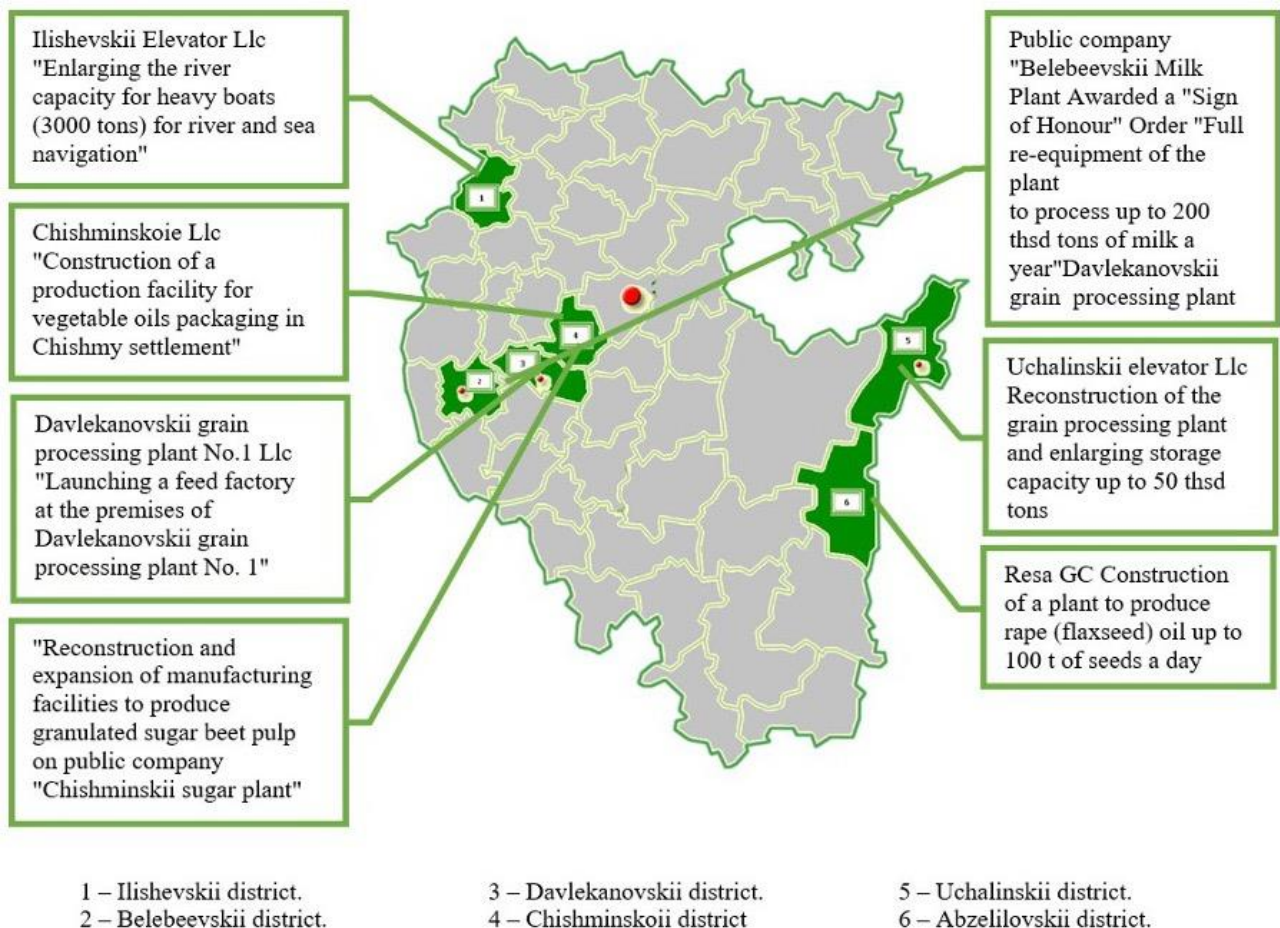 Ilishevskii Elevator Llc
"Enlarging the river
capacity for heavy boats
(3000 tons) for river and sea
navigation"
Chishminskoie Llc
"Construction of a
production facility for
vegetable oils packaging in
Chishmy settlement"
Davlekanovskii grain
processing plant No.1 Llc
"Launching a feed factory
at the premises of
Davlekanovskii grain
processing plant No. 1"
"Reconstruction and
expansion of manufacturing
facilities to produce
granulated sugar beet pulp
on public company
"Chishminskii sugar plant"
1
2
3
4
5
6
Public company
"Belebeevskii Milk
Plant Awarded a "Sign
of Honour" Order "Full
re-equipment of the
plant
to process up to 200
thsd tons of milk a
year"Davlekanovskii
grain processing plant
Uchalinskii elevator Llc
Reconstruction of the
grain processing plant
and enlarging storage
capacity up to 50 thsd
tons
Resa GC Construction
of a plant to produce
rape (flaxseed) oil up to
100 t of seeds a day
1 – Ilishevskii district.
2 – Belebeevskii district.
3 – Davlekanovskii district.
4 – Chishminskoii district
5 – Uchalinskii district.
6 – Abzelilovskii district.